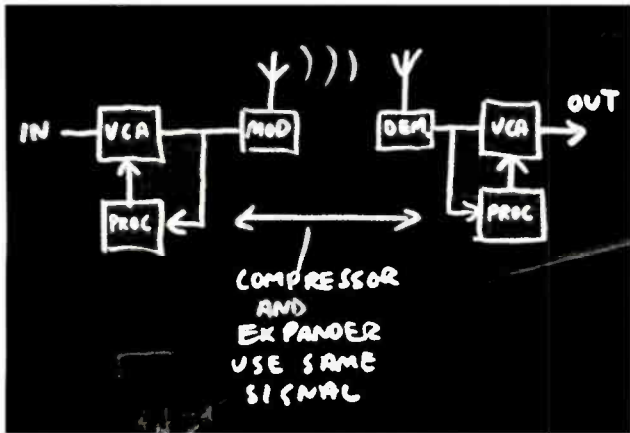 IN
VCA
MOD
DEM
VCA
OUT
PROC
PROC
COMPRESSOR
AND
EXPANDER
USE SAME
SIGNAL